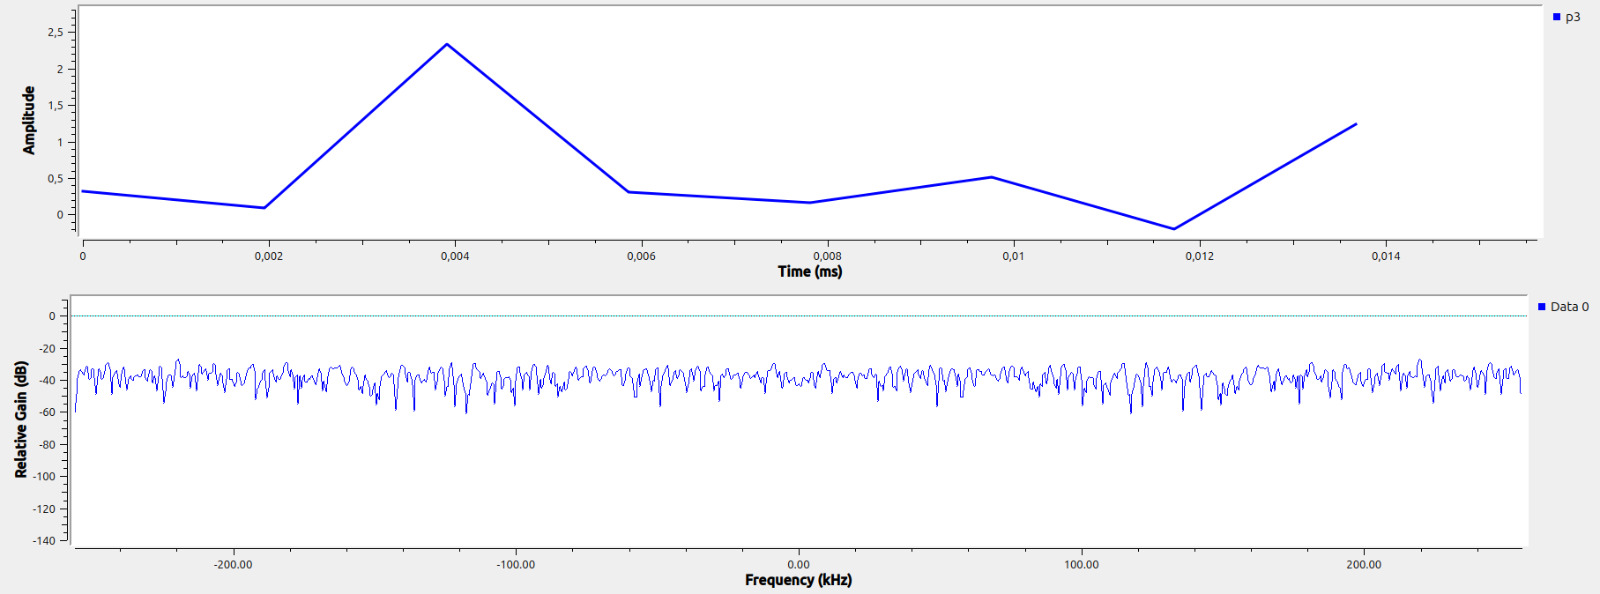 p3
2,5
2
1,5
1
0,5
0
Amplitude
0 0,002 0,004 0,006 0,008 0,01 0,012 0,014
Time (ms)
Data 0
0
-20
-40
-60
-80
-100
-120
-140
Relative Gain (dB)
-200.00 -100.00 0.00 100.00 200.00
Frequency (kHz)